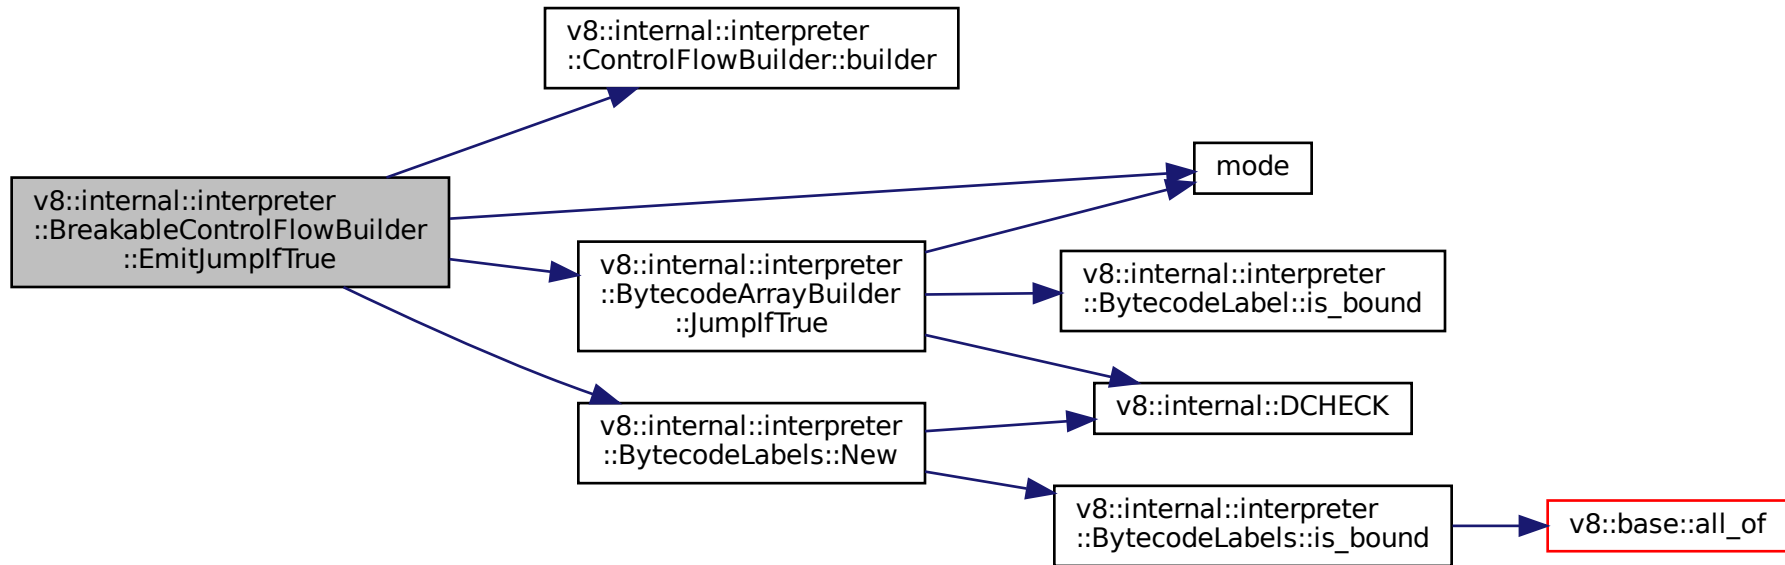 v8::internal::interpreter
::ControlFlowBuilder::builder
mode
v8::internal::interpreter
::BreakableControlFlowBuilder
::EmitJumpIfTrue
v8::internal::interpreter
::BytecodeArrayBuilder
::JumpIfTrue
v8::internal::interpreter
::BytecodeLabel::is_bound
v8::internal::DCHECK
v8::internal::interpreter
::BytecodeLabels::New
v8::internal::interpreter
::BytecodeLabels::is_bound
v8::base::all_of